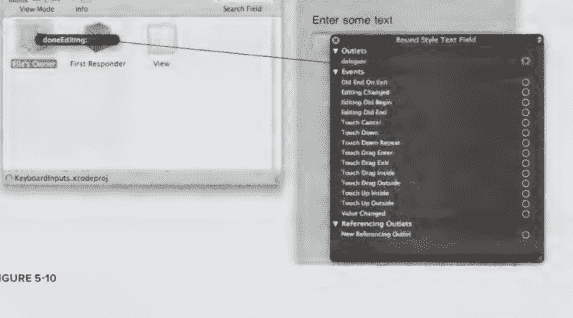 View Mode Info Search Field
Enter some text
doneEditing:
File's Owner First Responder View
KeyboardInputs.xcodeproj
Round Style Text Field
Outlets
delegate
Events
Did End On Exit
Editing Changed
Editing Did Begin
Editing Did End
Touch Cancel
Touch Down
Touch Down Repeat
Touch Drag Enter
Touch Drag Exit
Touch Drag Inside
Touch Drag Outside
Touch Up Inside
Touch Up Outside
Value Changed
Referencing Outlets
New Referencing Outlet
IGURE 5-10